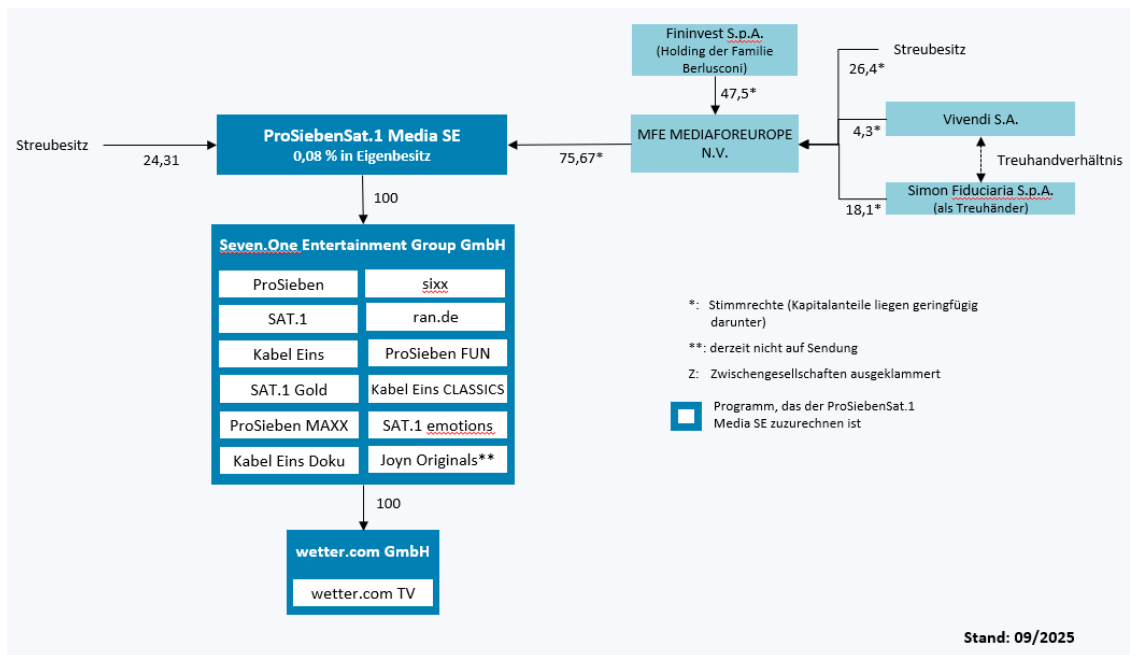 Fininvest S.p.A.
(Holding der Familie
Berlusconi)
Streubesitz
26,4*
47,5*
Vivendi S.A.
4,3*
MFE MEDIAFOREUROPE
N.V.
ProSiebenSat.1 Media SE
0,08 % in Eigenbesitz
Streubesitz
24,31
75,67*
Treuhandverhältnis
Simon Fiduciaria S.p.A.
(als Treuhänder)
18,1*
100
Seven.One Entertainment Group GmbH
ProSieben
sixx
SAT.1
ran.de
Kabel Eins
ProSieben FUN
SAT.1 Gold
Kabel Eins CLASSICS
ProSieben MAXX
SAT.1 emotions
Kabel Eins Doku
Joyn Originals**
*: Stimmrechte (Kapitalanteile liegen geringfügig
darunter)
**: derzeit nicht auf Sendung
Z: Zwischengesellschaften ausgeklammert
Programm, das der ProSiebenSat.1
Media SE zuzurechnen ist
100
wetter.com GmbH
wetter.com TV
Stand: 09/2025